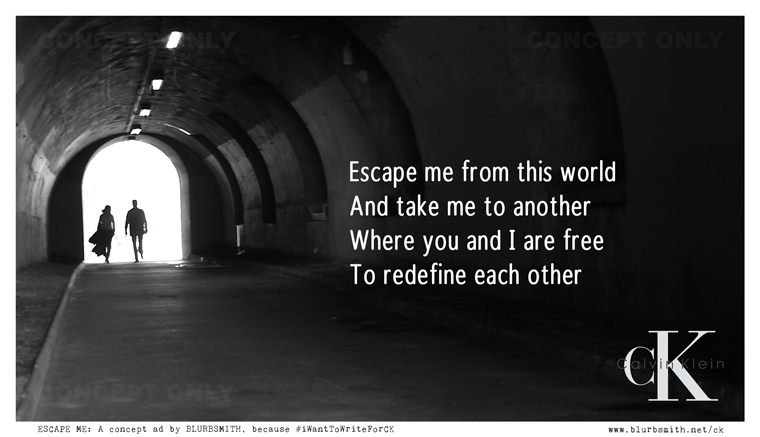 CONCEPT ONLY CONCEPT ONLY
Escape me from this world
And take me to another
Where you and I are free
To redefine each other
cK
Calvin Klein
CONCEPT ONLY CONCEPT ONLY
ESCAPE ME: A concept ad by BLURBSMITH, because #iWantToWriteForCK www.blurbsmith.net/ck